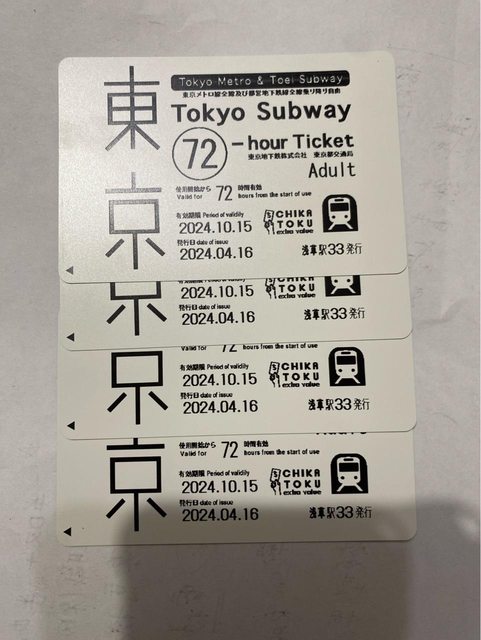 東京
Tokyo Metro & Toei Subway
東京メトロ線全線及び都営地下鉄線全線乗り降り自由
Tokyo Subway
72-hour Ticket
東京地下鉄株式会社 東京都交通局
Adult
使用開始から 72 時間有効
Valid for hours from the start of use
有効期限 Period of validity
2024.10.15
CHIKA
TOKU
extra value
発行日 date of issue
2024.04.16
浅草駅33発行
京
2024.10.15
TOKU
extra value
発行日 date of issue
2024.04.16
浅草駅33発行
京
Valid for 72 hours from the start of use
有効期限 Period of validity
2024.10.15
CHIKA
TOKU
extra value
発行日 date of issue
2024.04.16
浅草駅33発行
京
使用開始から 72 時間有効
Valid for hours from the start of use
有効期限 Period of validity
2024.10.15
CHIKA
TOKU
extra value
発行日 date of issue
2024.04.16
浅草駅33発行